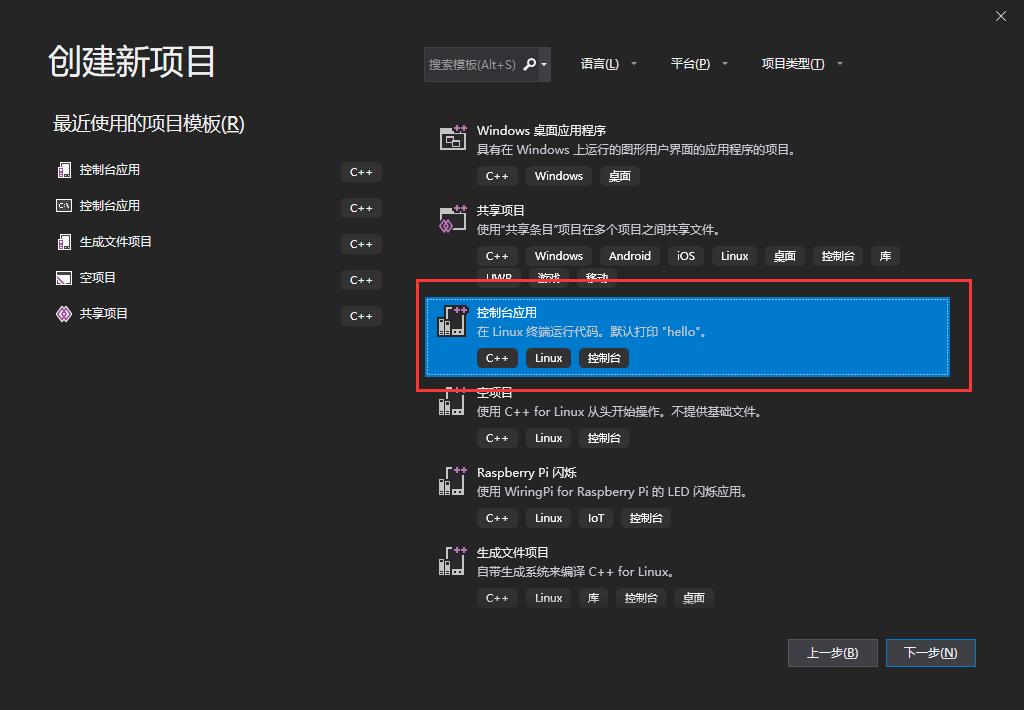 创建新项目
搜索模板(Alt+S)
语言(L)
平台(P)
项目类型(T)
最近使用的项目模板(R)
控制台应用
C++
控制台应用
C++
生成文件项目
C++
空项目
C++
共享项目
C++
Windows 桌面应用程序
具有在 Windows 上运行的图形用户界面的应用程序的项目。
C++ Windows 桌面
共享项目
使用"共享条目"项目在多个项目之间共享文件。
C++ Windows Android iOS Linux 桌面 控制台 库
UWP 游戏 移动
控制台应用
在 Linux 终端运行代码。默认打印 "hello"。
C++ Linux 控制台
空项目
使用 C++ for Linux 从头开始操作。不提供基础文件。
C++ Linux 控制台
Raspberry Pi 闪烁
使用 WiringPi for Raspberry Pi 的 LED 闪烁应用。
C++ Linux IoT 控制台
生成文件项目
自带生成系统来编译 C++ for Linux。
C++ Linux 库 控制台 桌面
上一步(B)
下一步(N)